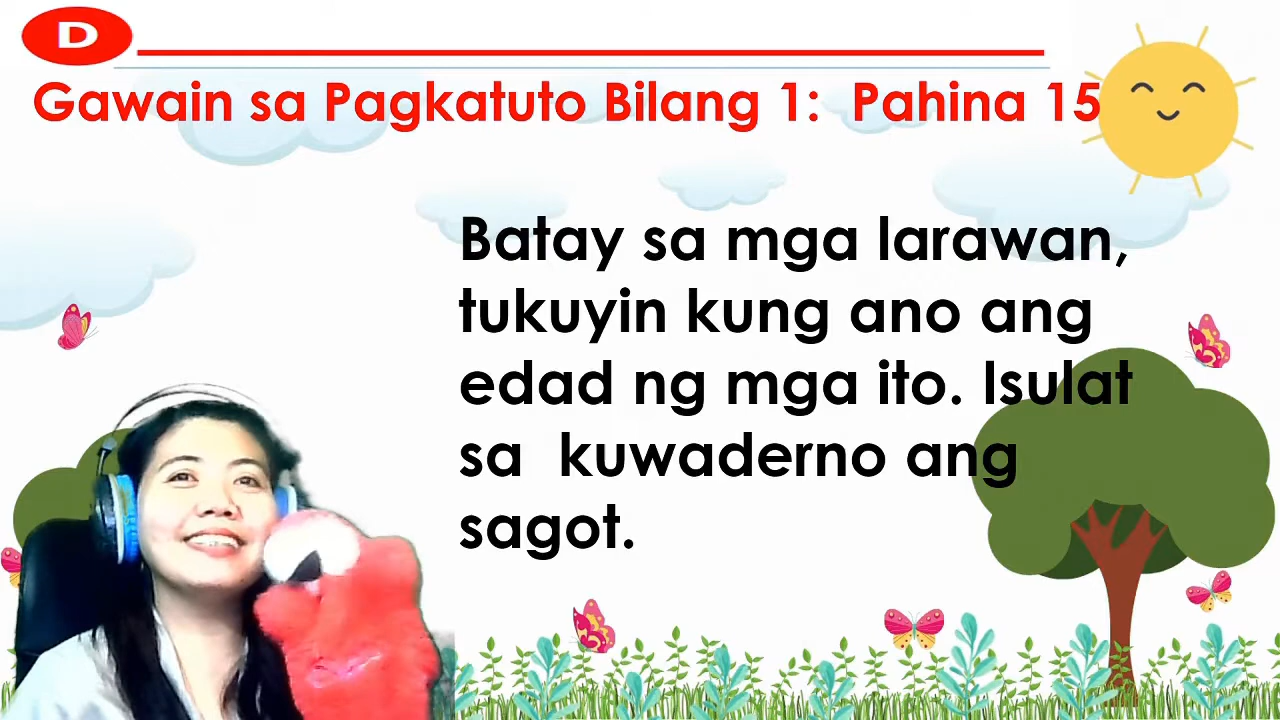 D
Gawain sa Pagkatuto Bilang 1: Pahina 15
Batay sa mga larawan,
tukuyin kung ano ang
edad ng mga ito. Isulat
sa kuwaderno ang
sagot.